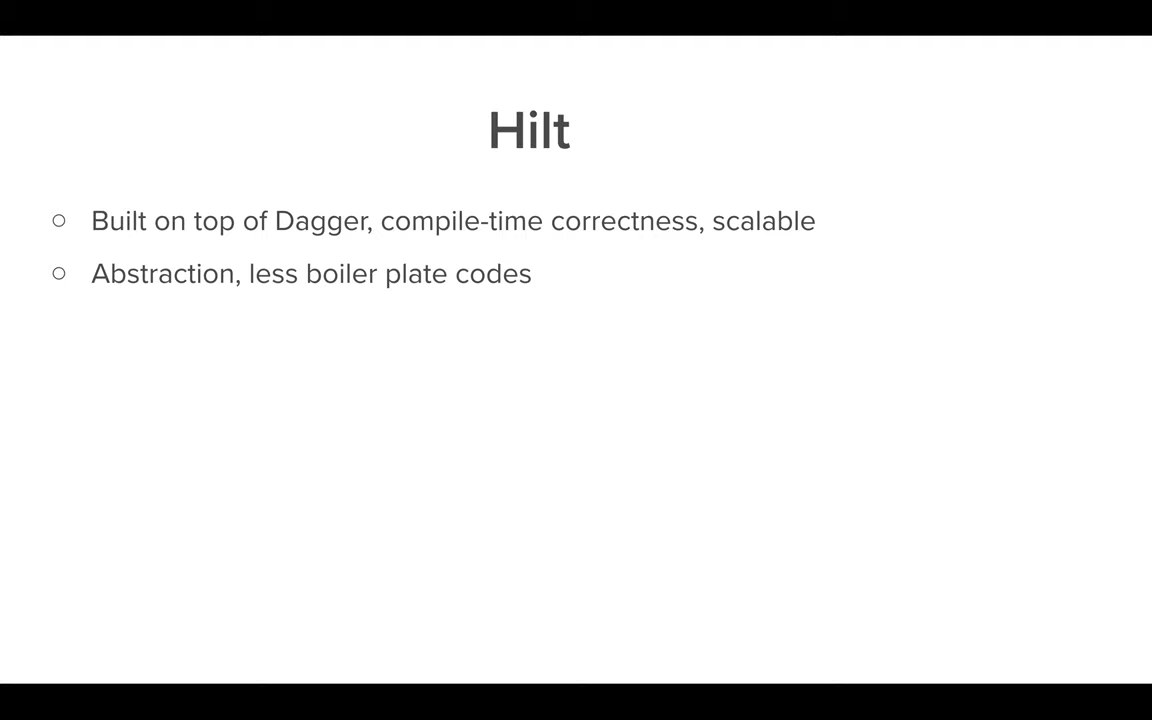 Hilt
○ Built on top of Dagger, compile-time correctness, scalable
○ Abstraction, less boiler plate codes